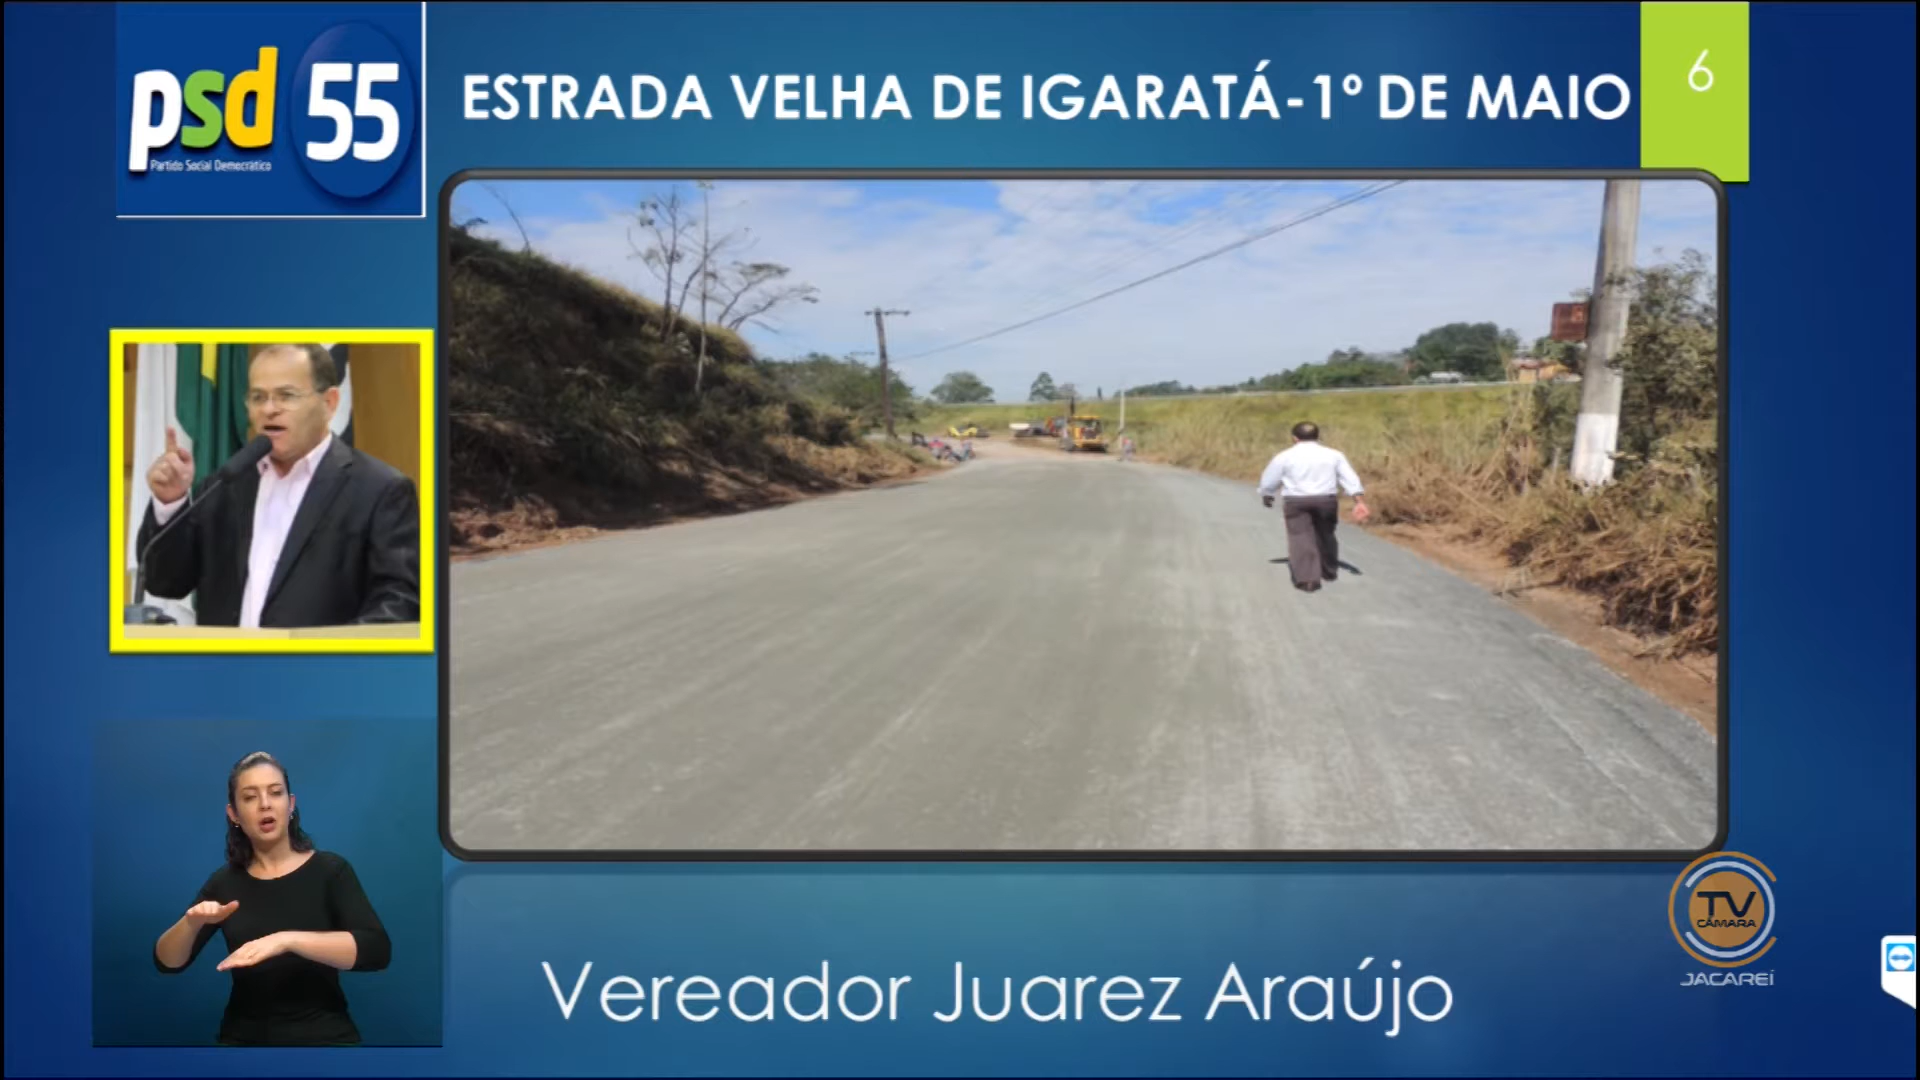 psd 55
Partido Social Democrático
ESTRADA VELHA DE IGARATÁ-1º DE MAIO
6
Vereador Juarez Araújo
TV
CÂMARA
JACAREÍ